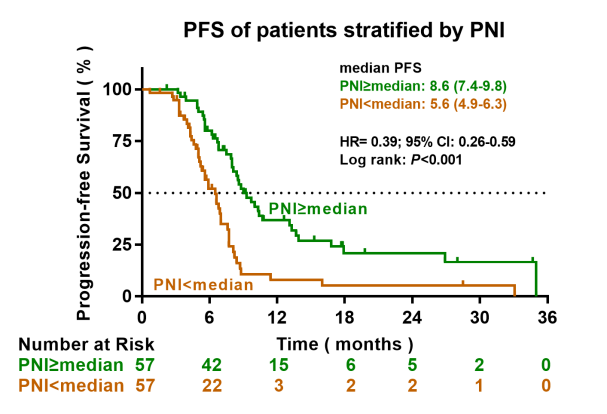 PFS of patients stratified by PNI
median PFS
PNI≥median: 8.6 (7.4-9.8)
PNI<median: 5.6 (4.9-6.3)
HR= 0.39; 95% CI: 0.26-0.59
Log rank: P<0.001
Progression-free Survival ( % )
100
75
50
25
0
PNI≥median
PNI<median
0 6 12 18 24 30 36
Time ( months )
Number at Risk
PNI≥median 57 42 15 6 5 2 0
PNI<median 57 22 3 2 2 1 0